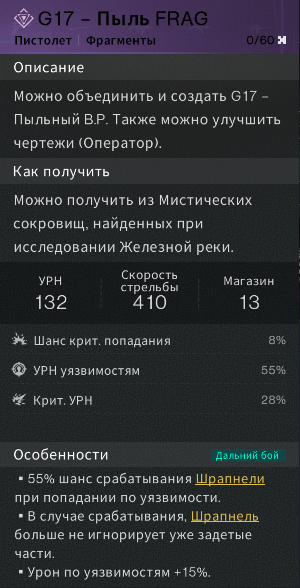 G17 – Пыль FRAG
Пистолет Фрагменты 0/60
Описание
Можно объединить и создать G17 –
Пыльный В.Р. Также можно улучшить
чертежи (Оператор).
Как получить
Можно получить из Мистических
сокровищ, найденных при
исследовании Железной реки.
УРН Скорость стрельбы Магазин
132 410 13
Шанс крит. попадания 8%
УРН уязвимостям 55%
Крит. УРН 28%
Особенности Дальний бой
▪ 55% шанс срабатывания Шрапнели
при попадании по уязвимости.
▪ В случае срабатывания, Шрапнель
больше не игнорирует уже задетые
части.
▪ Урон по уязвимостям +15%.